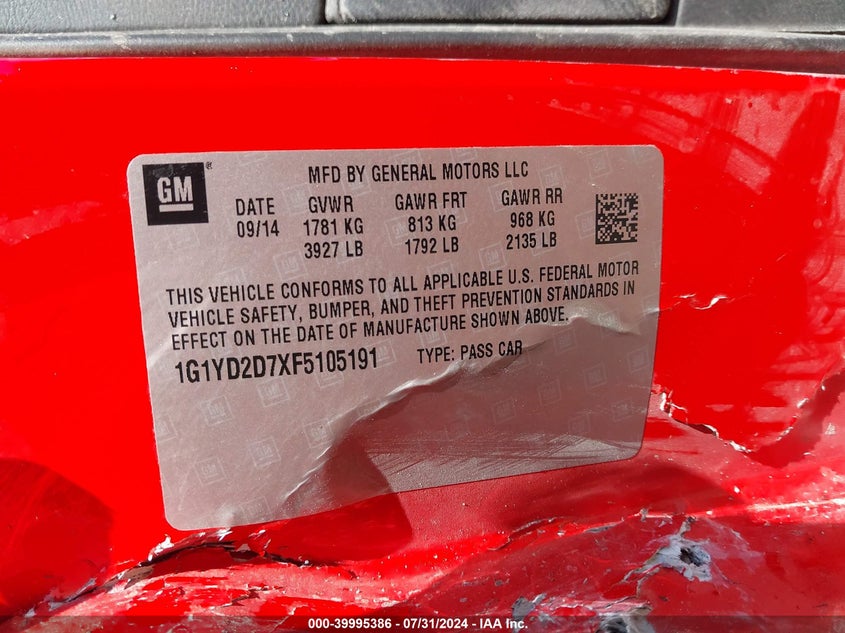 GM ®
MFD BY GENERAL MOTORS LLC
DATE GVWR GAWR FRT GAWR RR
09/14 1781 KG 813 KG 968 KG
3927 LB 1792 LB 2135 LB
THIS VEHICLE CONFORMS TO ALL APPLICABLE U.S. FEDERAL MOTOR
VEHICLE SAFETY, BUMPER, AND THEFT PREVENTION STANDARDS IN
EFFECT ON THE DATE OF MANUFACTURE SHOWN ABOVE.
1G1YD2D7XF5105191 TYPE: PASS CAR
000-39995386 - 07/31/2024 - IAA Inc.